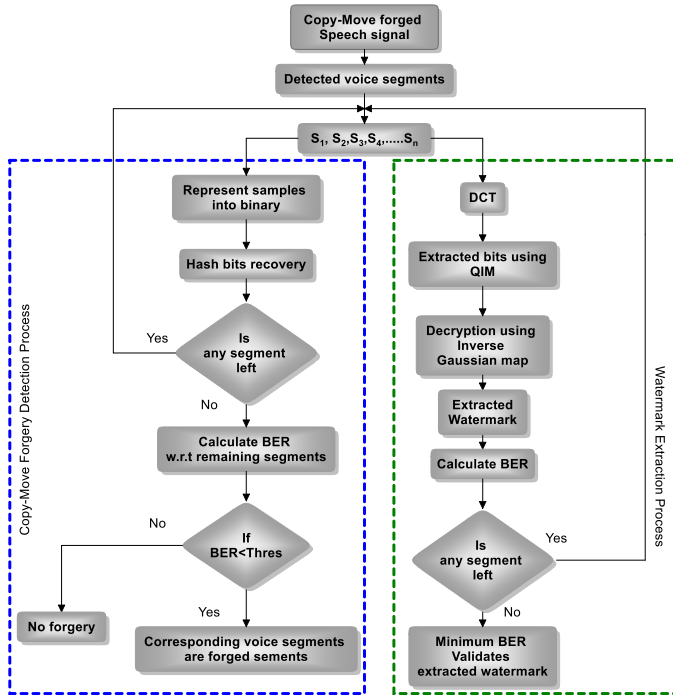 Copy-Move forged
Speech signal
Detected voice segments
S1, S2,S3,S4,.....Sn
Copy-Move Forgery Detection Process
Represent samples
into binary
Hash bits recovery
Is
any segment
left
Yes
No
Calculate BER
w.r.t remaining segments
If
BER<Thres
No
Yes
No forgery
Corresponding voice segments
are forged sements
Watermark Extraction Process
DCT
Extracted bits using
QIM
Decryption using
Inverse
Gaussian map
Extracted
Watermark
Calculate BER
Is
any segment
left
Yes
No
Minimum BER
Validates
extracted watermark